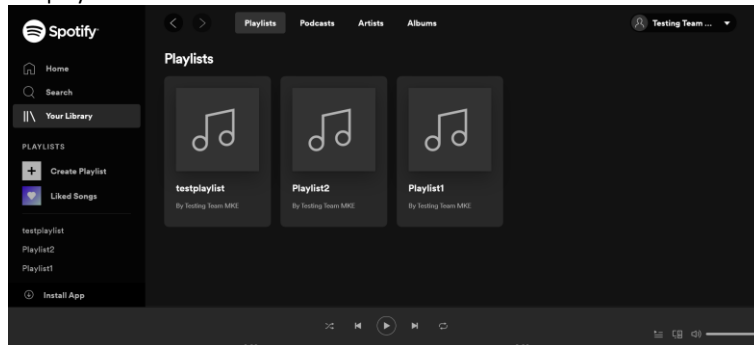 Spotify
Home
Search
Your Library
PLAYLISTS
Create Playlist
Liked Songs
testplaylist
Playlist2
Playlist1
Install App
Playlists Podcasts Artists Albums
Testing Team ...
Playlists
testplaylist
By Testing Team MKE
Playlist2
By Testing Team MKE
Playlist1
By Testing Team MKE